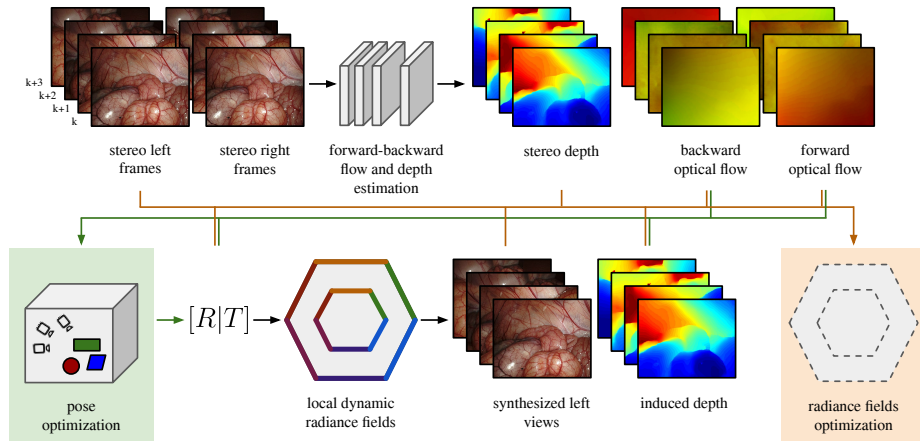 k+3
k+2
k+1
k
stereo left
frames
stereo right
frames
forward-backward
flow and depth
estimation
stereo depth
backward
optical flow
forward
optical flow
[R|T]
pose
optimization
local dynamic
radiance fields
synthesized left
views
induced depth
radiance fields
optimization